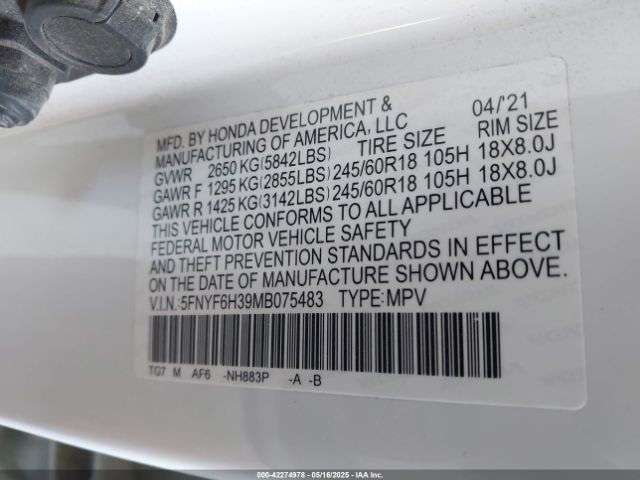 MFD. BY HONDA DEVELOPMENT & 04/'21
MANUFACTURING OF AMERICA, LLC
GVWR 2650 KG(5842LBS) TIRE SIZE RIM SIZE
GAWR F 1295 KG(2855LBS) 245/60R18 105H 18X8.0J
GAWR R 1425 KG(3142LBS) 245/60R18 105H 18X8.0J
THIS VEHICLE CONFORMS TO ALL APPLICABLE
FEDERAL MOTOR VEHICLE SAFETY
AND THEFT PREVENTION STANDARDS IN EFFECT
ON THE DATE OF MANUFACTURE SHOWN ABOVE.
V.I.N.:5FNYF6H39MB075483 TYPE:MPV
TG7 M AF6 -NH883P -A -B
000-42274978 - 05/16/2025 - IAA Inc.